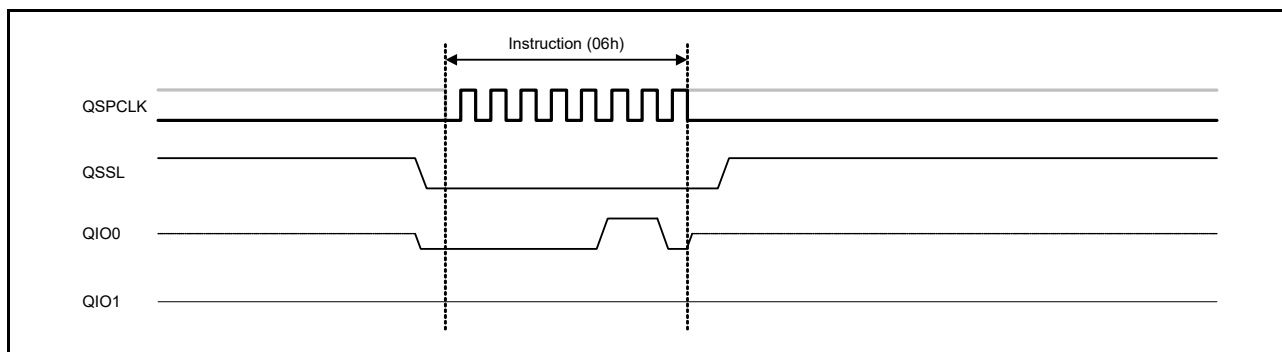 Instruction (06h)
QSPCLK
QSSL
QIO0
QIO1